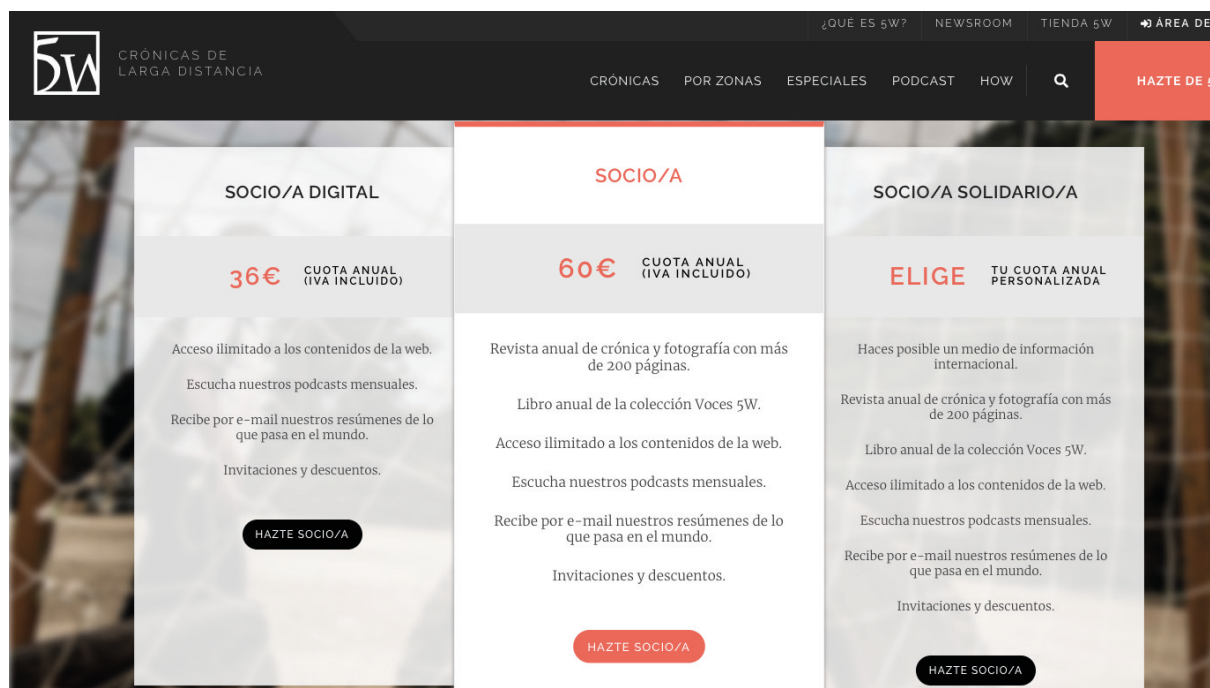 ¿QUÉ ES 5W? NEWSROOM TIENDA 5W ÁREA DE
5W
CRÓNICAS DE
LARGA DISTANCIA
CRÓNICAS POR ZONAS ESPECIALES PODCAST HOW
HAZTE DE 5
SOCIO/A DIGITAL
36€ CUOTA ANUAL
(IVA INCLUIDO)
Acceso ilimitado a los contenidos de la web.
Escucha nuestros podcasts mensuales.
Recibe por e-mail nuestros resúmenes de lo
que pasa en el mundo.
Invitaciones y descuentos.
HAZTE SOCIO/A
SOCIO/A
60€ CUOTA ANUAL
(IVA INCLUIDO)
Revista anual de crónica y fotografía con más
de 200 páginas.
Libro anual de la colección Voces 5W.
Acceso ilimitado a los contenidos de la web.
Escucha nuestros podcasts mensuales.
Recibe por e-mail nuestros resúmenes de lo
que pasa en el mundo.
Invitaciones y descuentos.
HAZTE SOCIO/A
SOCIO/A SOLIDARIO/A
ELIGE TU CUOTA ANUAL
PERSONALIZADA
Haces posible un medio de información
internacional.
Revista anual de crónica y fotografía con más
de 200 páginas.
Libro anual de la colección Voces 5W.
Acceso ilimitado a los contenidos de la web.
Escucha nuestros podcasts mensuales.
Recibe por e-mail nuestros resúmenes de lo
que pasa en el mundo.
Invitaciones y descuentos.
HAZTE SOCIO/A